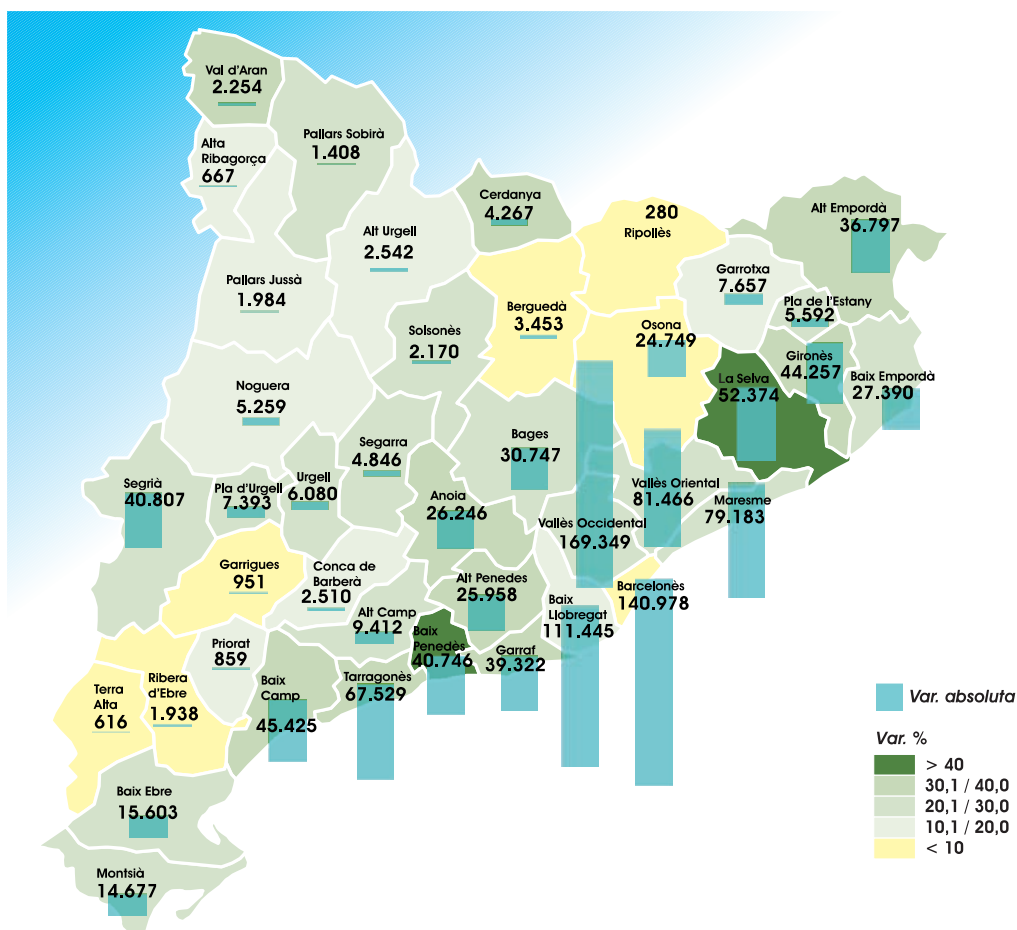 Val d'Aran
2.254
Pallars Sobirà
1.408
Alta
Ribagorça
667
Cerdanya
4.267
280
Ripollès
Alt Empordà
36.797
Alt Urgell
2.542
Garrotxa
7.657
Pallars Jussà
1.984
Berguedà
3.453
Pla de l'Estany
5.592
Solsonès
2.170
Osona
24.749
Gironès
44.257
La Selva
52.374
Baix Empordà
27.390
Noguera
5.259
Segarra
4.846
Bages
30.747
Segrià
40.807
Pla d'Urgell
7.393
Urgell
6.080
Anoia
26.246
Vallès Oriental
81.466
Maresme
79.183
Vallès Occidental
169.349
Garrigues
951
Conca de
Barberà
2.510
Alt Penedes
25.958
Baix
Llobregat
111.445
Barcelonès
140.978
Alt Camp
9.412
Baix
Penedès
40.746
Garraf
39.322
Priorat
859
Terra
Alta
616
Ribera
d'Ebre
1.938
Baix
Camp
45.425
Tarragonès
67.529
Baix Ebre
15.603
Montsià
14.677
Var. absoluta
Var. %
> 40
30,1 / 40,0
20,1 / 30,0
10,1 / 20,0
< 10